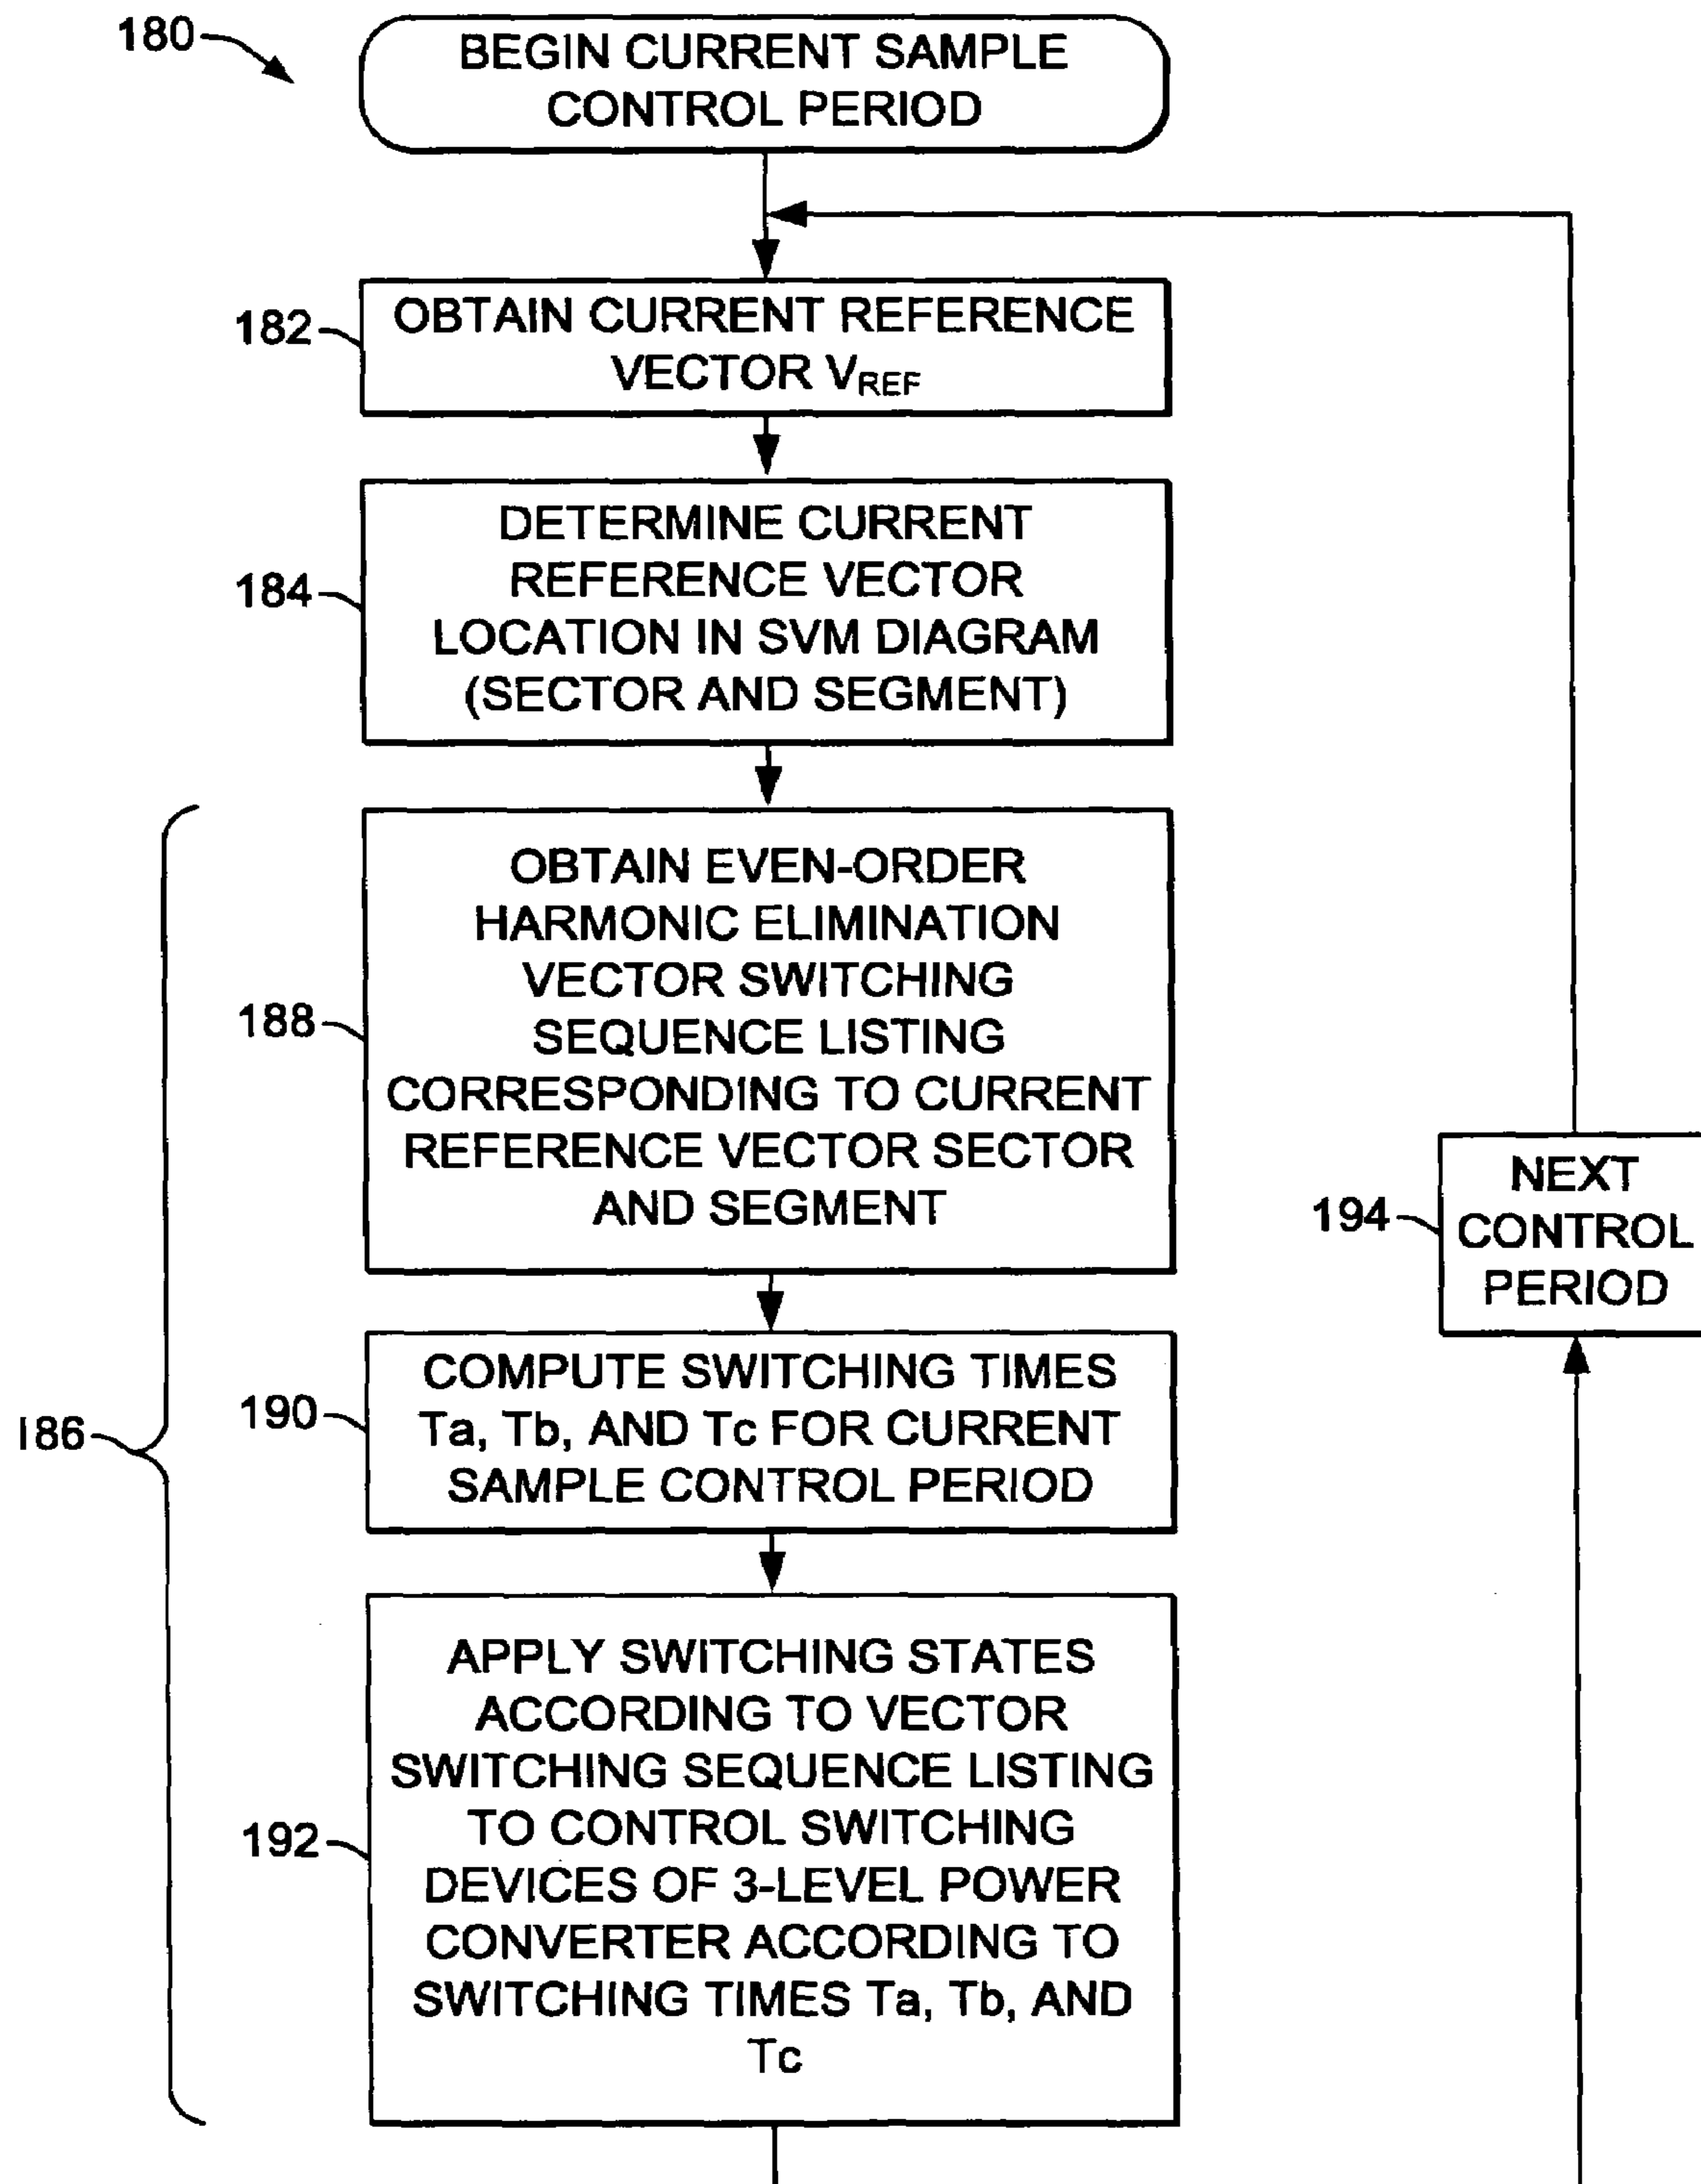 180
BEGIN CURRENT SAMPLE
CONTROL PERIOD
182
OBTAIN CURRENT REFERENCE
VECTOR VREF
184
DETERMINE CURRENT
REFERENCE VECTOR
LOCATION IN SVM DIAGRAM
(SECTOR AND SEGMENT)
186
188
OBTAIN EVEN-ORDER
HARMONIC ELIMINATION
VECTOR SWITCHING
SEQUENCE LISTING
CORRESPONDING TO CURRENT
REFERENCE VECTOR SECTOR
AND SEGMENT
190
COMPUTE SWITCHING TIMES
Ta, Tb, AND Tc FOR CURRENT
SAMPLE CONTROL PERIOD
192
APPLY SWITCHING STATES
ACCORDING TO VECTOR
SWITCHING SEQUENCE LISTING
TO CONTROL SWITCHING
DEVICES OF 3-LEVEL POWER
CONVERTER ACCORDING TO
SWITCHING TIMES Ta, Tb, AND
Tc
194
NEXT
CONTROL
PERIOD